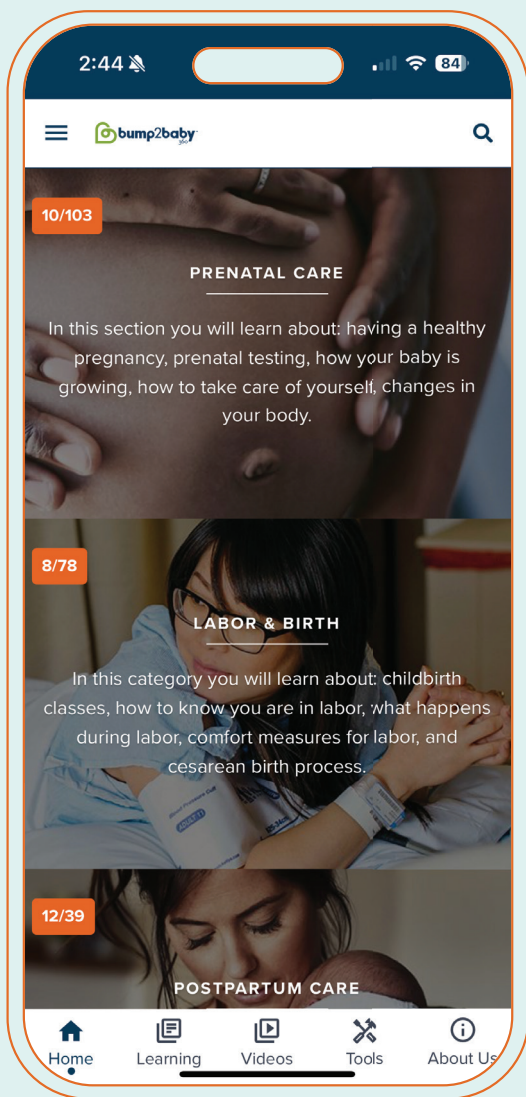 2:44
84
bump2baby
360
10/103
PRENATAL CARE
In this section you will learn about: having a healthy
pregnancy, prenatal testing, how your baby is
growing, how to take care of yourself, changes in
your body.
8/78
LABOR & BIRTH
In this category you will learn about: childbirth
classes, how to know you are in labor, what happens
during labor, comfort measures for labor, and
cesarean birth process.
12/39
POSTPARTUM CARE
Home
Learning
Videos
Tools
About Us